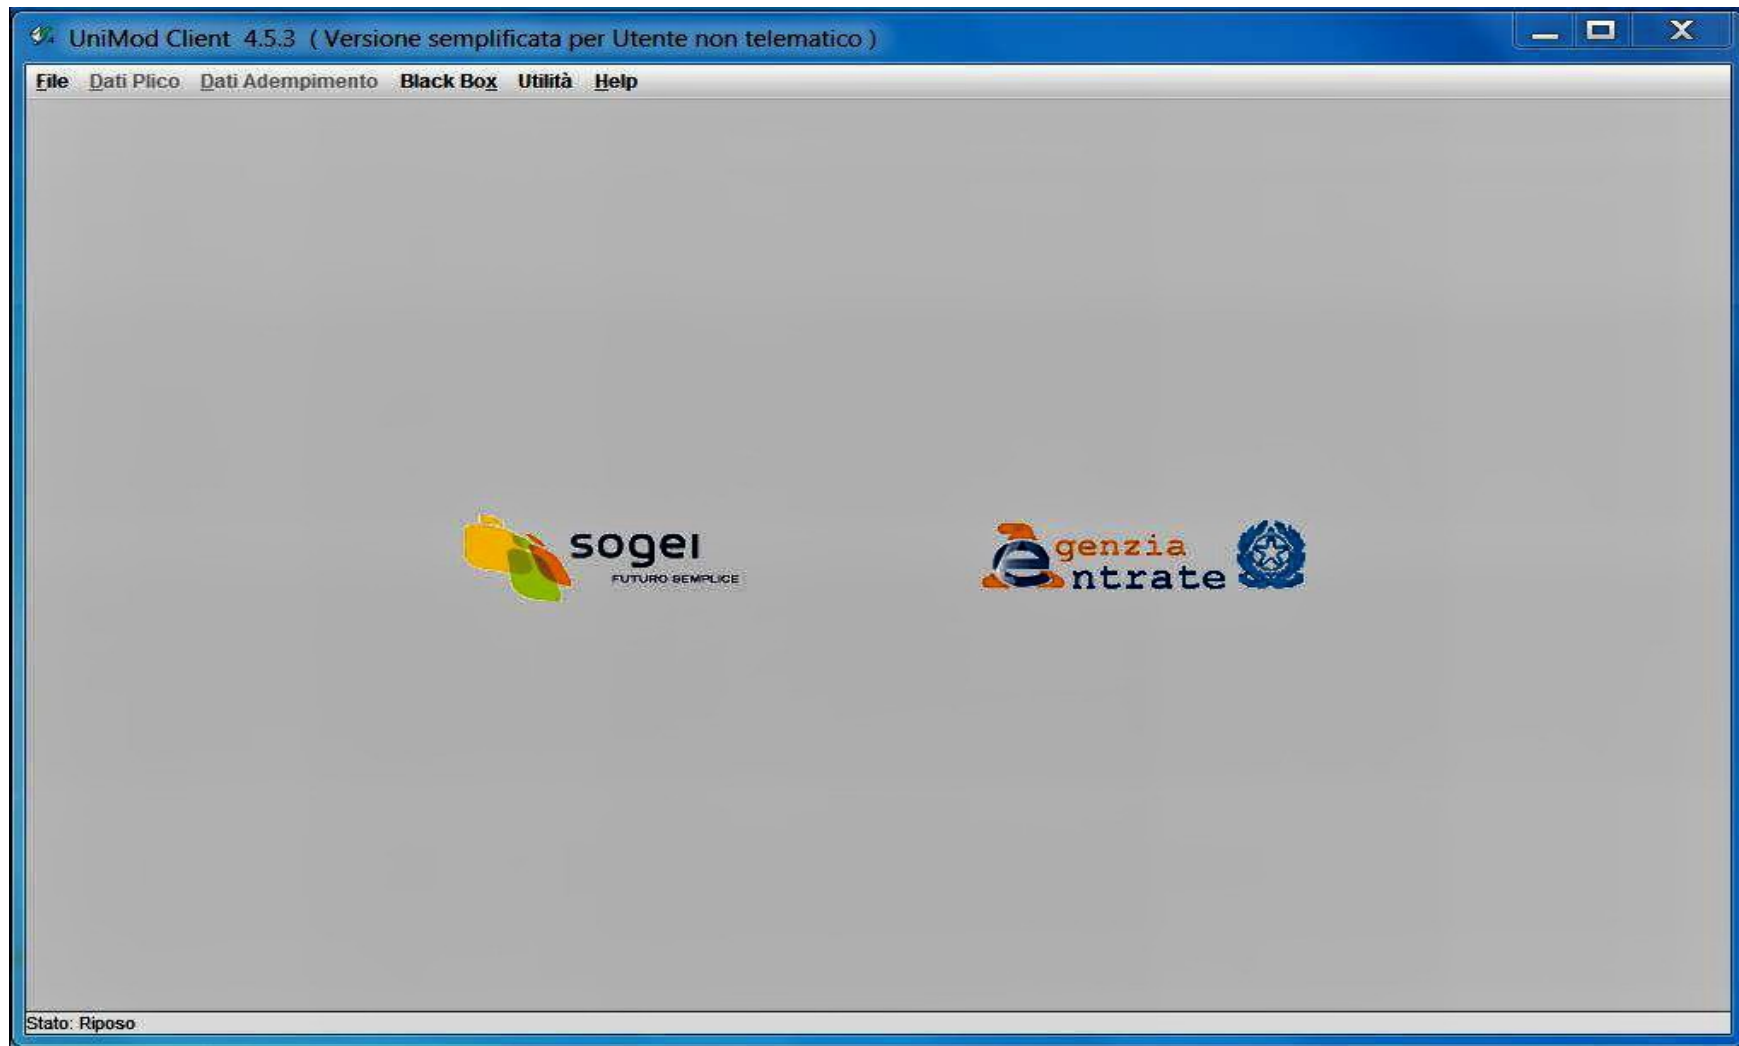 UniMod Client 4.5.3 ( Versione semplificata per Utente non telematico )
File Dati Plico Dati Adempimento Black Box Utilità Help
sogei
FUTURO SEMPLICE
genzia
entrate
Stato: Riposo